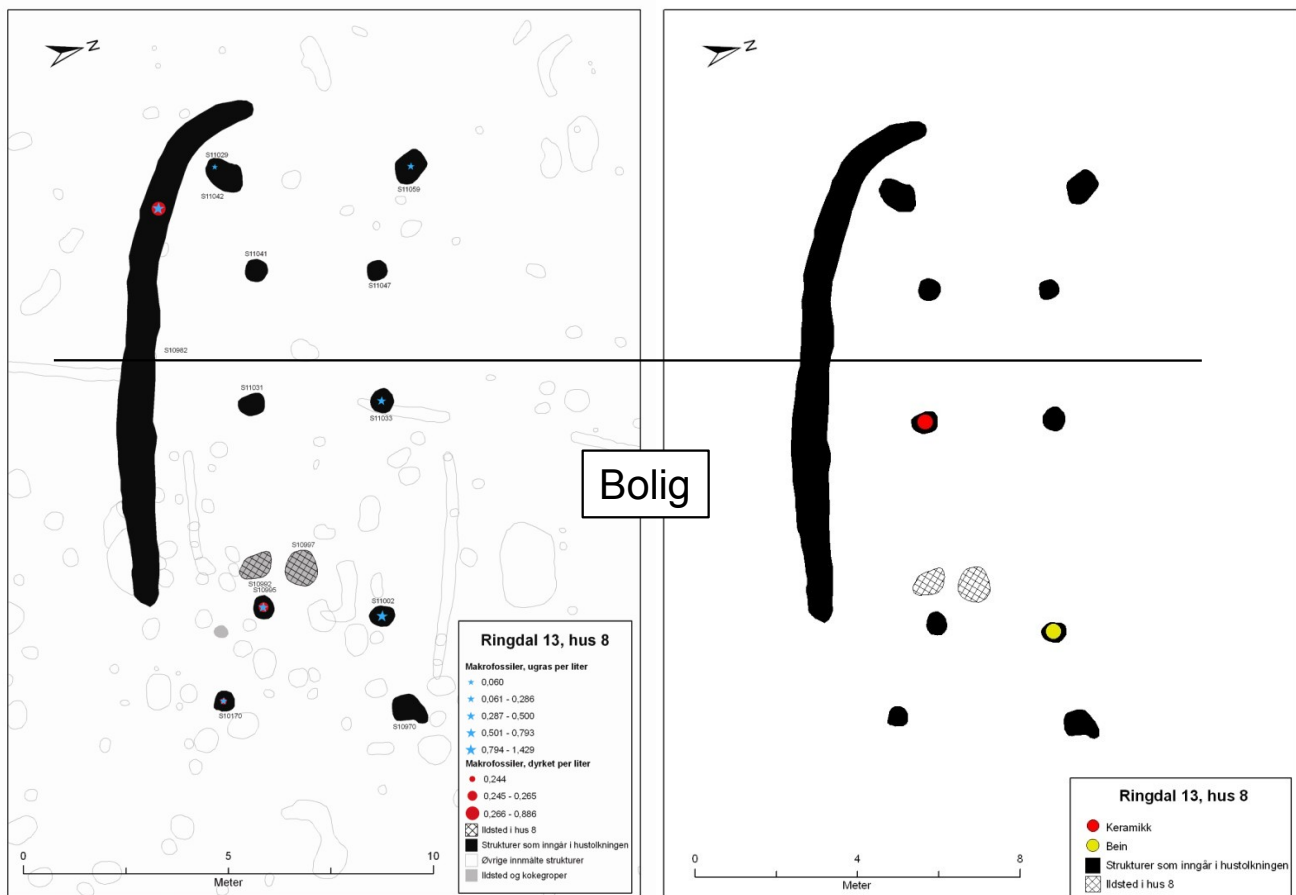 N
S11029
S11042
S11059
S11041
S11047
S10982
S11031
S11033
S10997
S10992
S10995
S11002
S10170
S10970
Ringdal 13, hus 8
Makrofossiler, ugras per liter
0,060
0,061 - 0,286
0,287 - 0,500
0,501 - 0,793
0,794 - 1,429
Makrofossiler, dyrket per liter
0,244
0,245 - 0,265
0,266 - 0,886
Ildsted i hus 8
Strukturer som inngår i hustolkningen
Øvrige innmålte strukturer
Ildsted og kokegroper
0 5 10
Meter
Bolig
N
Ringdal 13, hus 8
Keramikk
Bein
Strukturer som inngår i hustolkningen
Ildsted i hus 8
0 4 8
Meter